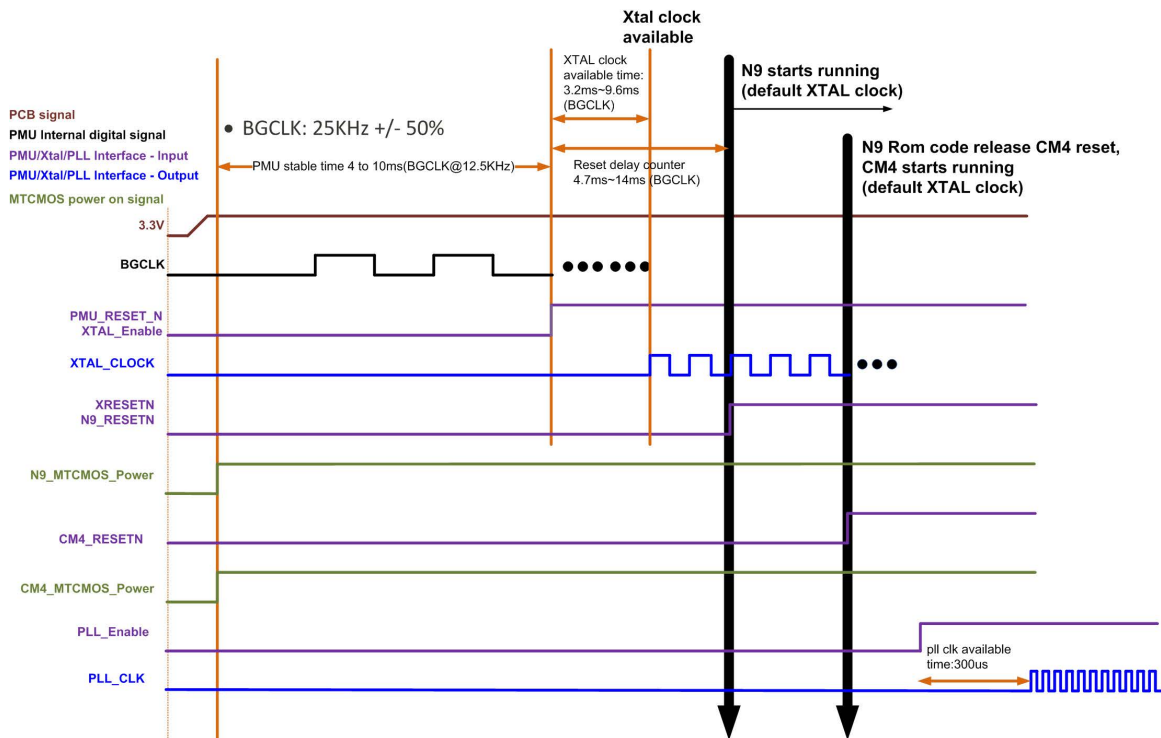 Xtal clock
available
XTAL clock
available time:
3.2ms~9.6ms
(BGCLK)
N9 starts running
(default XTAL clock)
PCB signal
PMU Internal digital signal
PMU/Xtal/PLL Interface - Input
PMU/Xtal/PLL Interface - Output
MTCMOS power on signal
● BGCLK: 25KHz +/- 50%
PMU stable time 4 to 10ms(BGCLK@12.5KHz)
Reset delay counter
4.7ms~14ms (BGCLK)
N9 Rom code release CM4 reset,
CM4 starts running
(default XTAL clock)
3.3V
BGCLK
PMU_RESET_N
XTAL_Enable
XTAL_CLOCK
XRESETN
N9_RESETN
N9_MTCMOS_Power
CM4_RESETN
CM4_MTCMOS_Power
PLL_Enable
pll clk available
time:300us
PLL_CLK